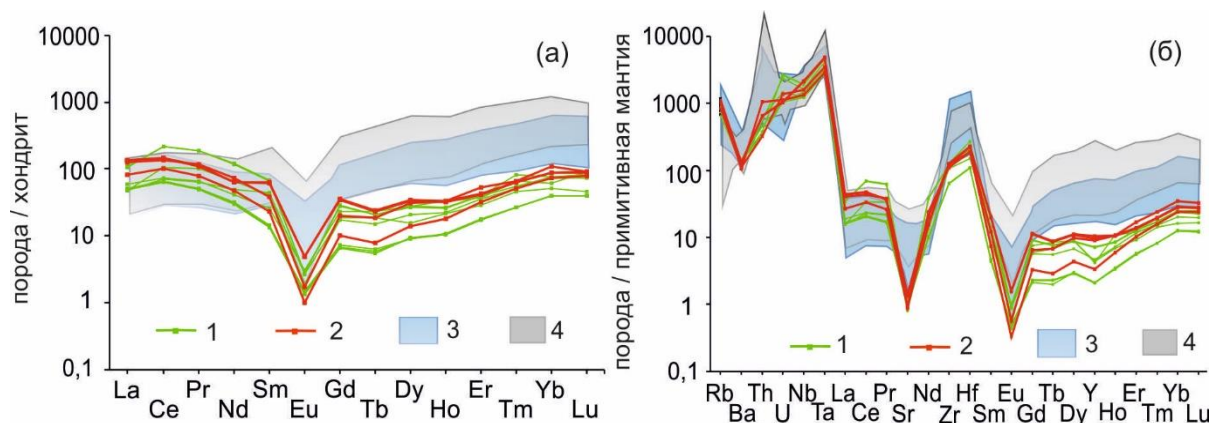 порода / хондрит
10000
1000
100
10
1
0,1
(а)
1 2 3 4
La Pr Sm Gd Dy Er Yb
Ce Nd Eu Tb Ho Tm Lu
порода / примитивная мантия
10000
1000
100
10
1
0,1
(б)
1 2 3 4
Rb Th Nb La Pr Nd Hf Eu Tb Y Er Yb
Ba U Ta Ce Sr Zr Sm Gd Dy Ho Tm Lu